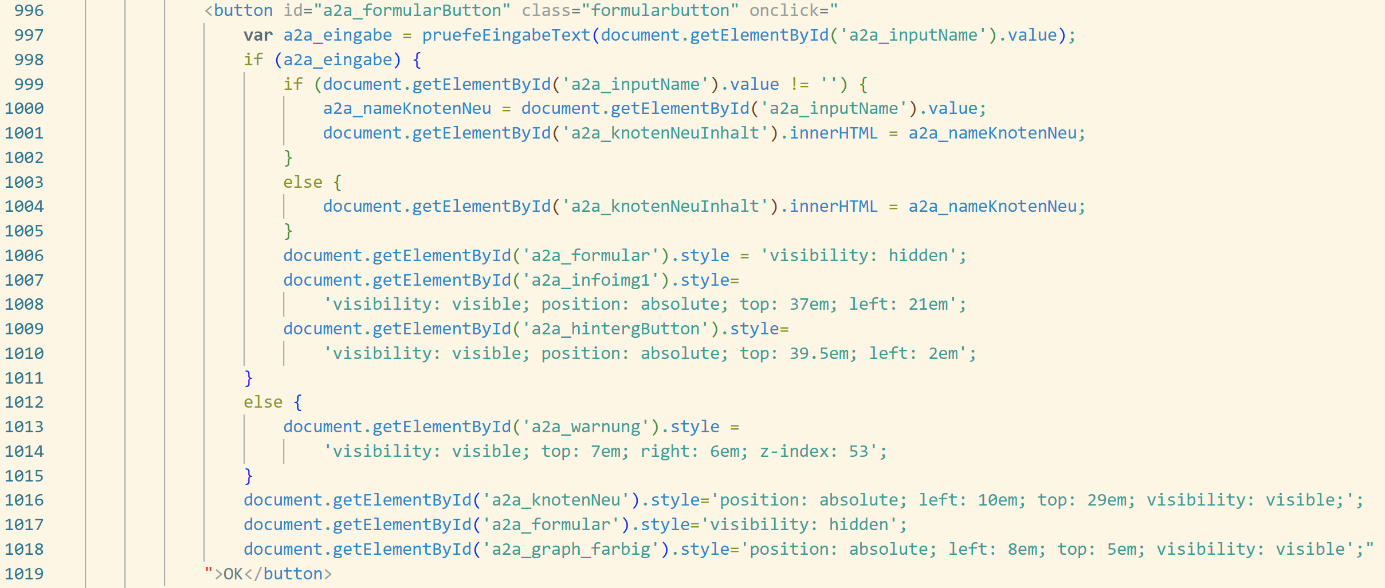 996 <button id="a2a_formularButton" class="formularbutton" onclick="
997 var a2a_eingabe = pruefeEingabeText(document.getElementById('a2a_inputName').value);
998 if (a2a_eingabe) {
999 if (document.getElementById('a2a_inputName').value != '') {
1000 a2a_nameKnotenNeu = document.getElementById('a2a_inputName').value;
1001 document.getElementById('a2a_knotenNeuInhalt').innerHTML = a2a_nameKnotenNeu;
1002 }
1003 else {
1004 document.getElementById('a2a_knotenNeuInhalt').innerHTML = a2a_nameKnotenNeu;
1005 }
1006 document.getElementById('a2a_formular').style = 'visibility: hidden';
1007 document.getElementById('a2a_infoimg1').style=
1008 'visibility: visible; position: absolute; top: 37em; left: 21em';
1009 document.getElementById('a2a_hintergButton').style=
1010 'visibility: visible; position: absolute; top: 39.5em; left: 2em';
1011 }
1012 else {
1013 document.getElementById('a2a_warnung').style =
1014 'visibility: visible; top: 7em; right: 6em; z-index: 53';
1015 }
1016 document.getElementById('a2a_knotenNeu').style='position: absolute; left: 10em; top: 29em; visibility: visible;';
1017 document.getElementById('a2a_formular').style='visibility: hidden';
1018 document.getElementById('a2a_graph_farbig').style='position: absolute; left: 8em; top: 5em; visibility: visible';"
1019 ">OK</button>